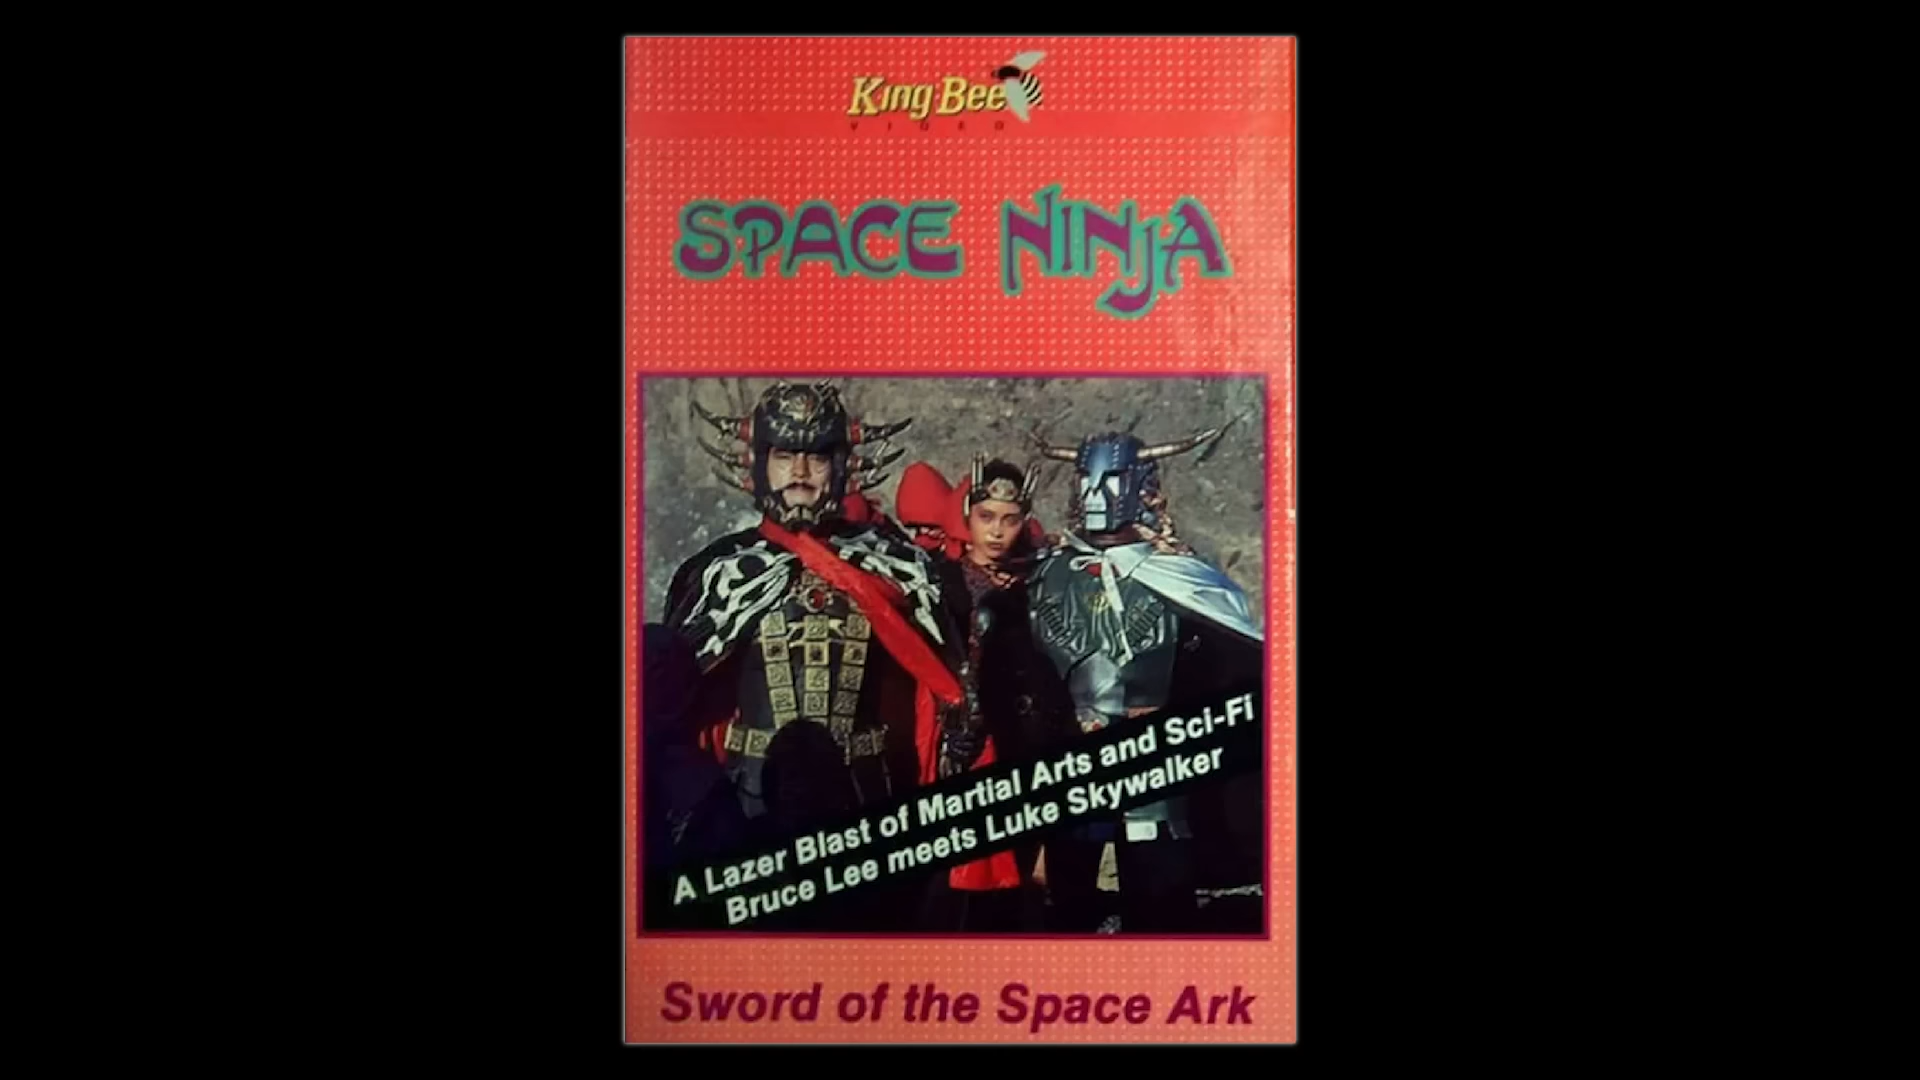 King Bee
VIDEO
SPACE NINJA
A Lazer Blast of Martial Arts and Sci-Fi
Bruce Lee meets Luke Skywalker
Sword of the Space Ark